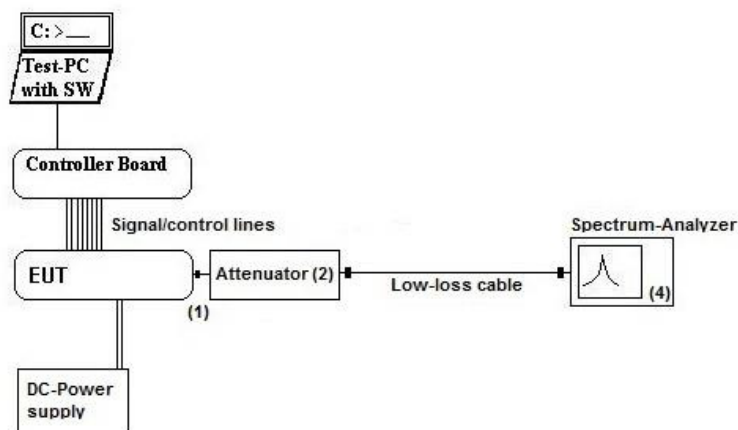 C: >__
Test-PC
with SW
Controller Board
Signal/control lines
Spectrum-Analyzer
EUT
Attenuator (2)
Low-loss cable
(4)
(1)
DC-Power
supply